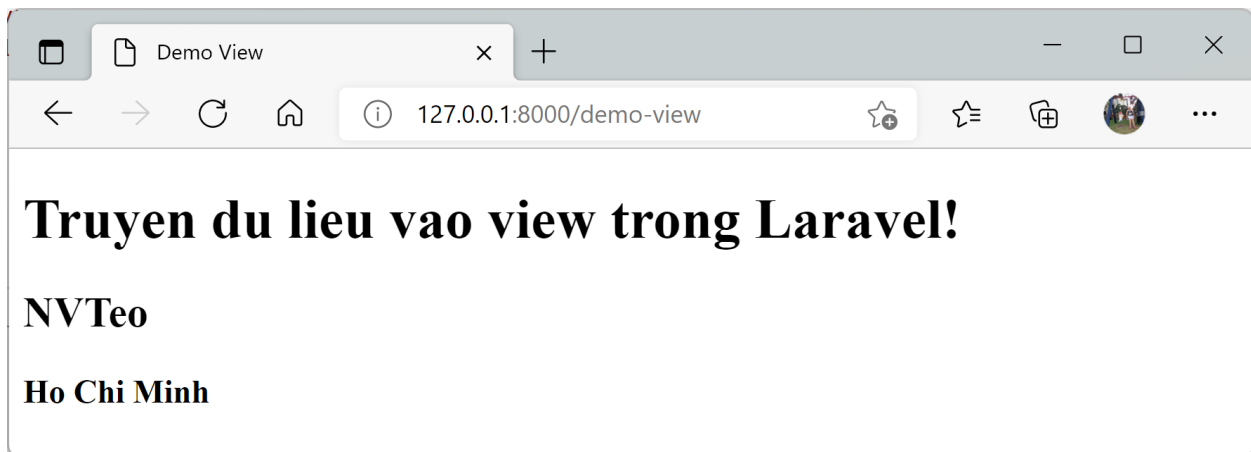 Demo View
127.0.0.1:8000/demo-view
Truyen du lieu vao view trong Laravel!
NVTeo
Ho Chi Minh